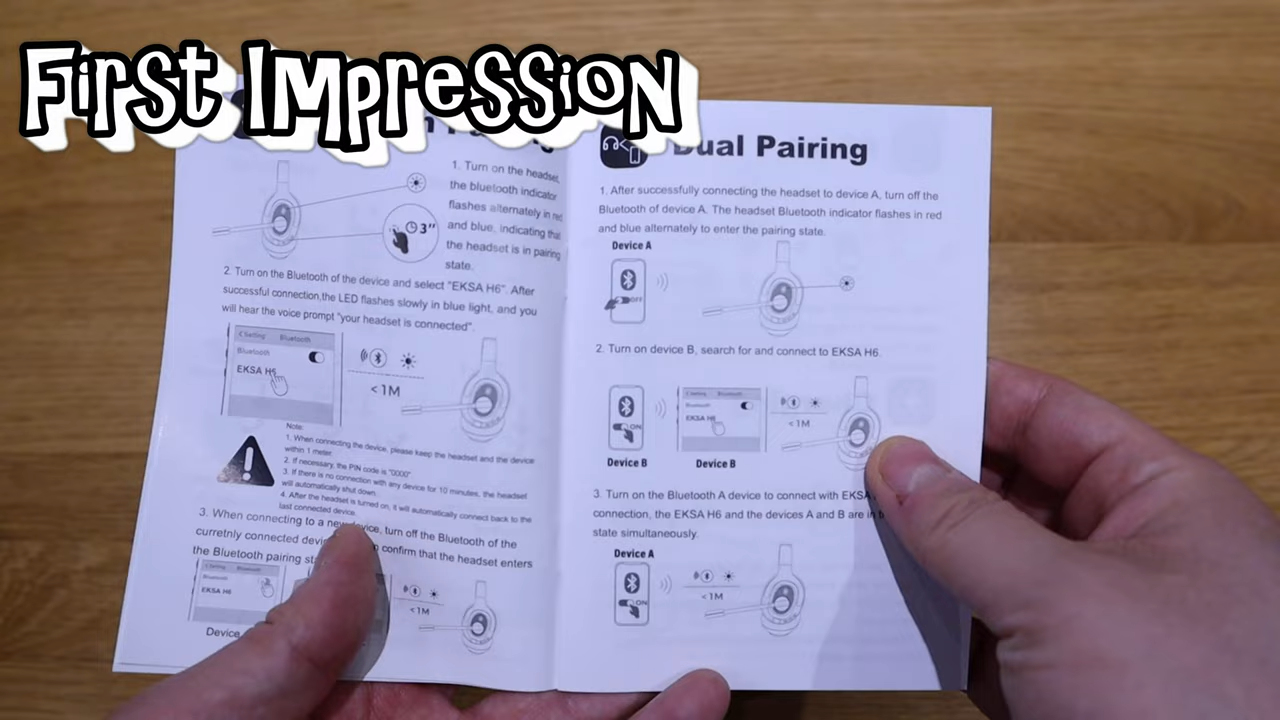 First Impression
1. Turn on the headset,
the bluetooth indicator
flashes alternately in red
and blue, indicating that
the headset is in pairing
state.
3"
2. Turn on the Bluetooth of the device and select "EKSA H6". After
successful connection,the LED flashes slowly in blue light, and you
will hear the voice prompt "your headset is connected".
Setting Bluetooth
Bluetooth
EKSA H6
<1M
Note:
1. When connecting the device, please keep the headset and the device
within 1 meter.
2. If necessary, the PIN code is "0000"
3. If there is no connection with any device for 10 minutes, the headset
will automatically shut down.
4. After the headset is turned on, it will automatically connect back to the
last connected device.
3. When connecting to a new device, turn off the Bluetooth of the
curretnly connected confirm that the headset enters
the Bluetooth pairing
Setting Bluetooth
Bluetooth
EKSA H6
<1M
Device
Dual Pairing
1. After successfully connecting the headset to device A, turn off the
Bluetooth of device A. The headset Bluetooth indicator flashes in red
and blue alternately to enter the pairing state.
Device A
OFF
2. Turn on device B, search for and connect to EKSA H6.
ON
Setting Bluetooth
Bluetooth
EKSA H6
<1M
Device B
Device B
3. Turn on the Bluetooth A device to connect with EKSA
connection, the EKSA H6 and the devices A and B are in
state simultaneously.
Device A
ON
<1M